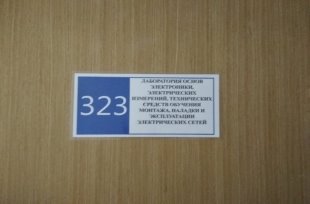 323
ЛАБОРАТОРИЯ ОСНОВ
ЭЛЕКТРОНИКИ,
ЭЛЕКТРИЧЕСКИХ
ИЗМЕРЕНИЙ, ТЕХНИЧЕСКИХ
СРЕДСТВ ОБУЧЕНИЯ
МОНТАЖА, НАЛАДКИ И
ЭКСПЛУАТАЦИИ
ЭЛЕКТРИЧЕСКИХ СЕТЕЙ